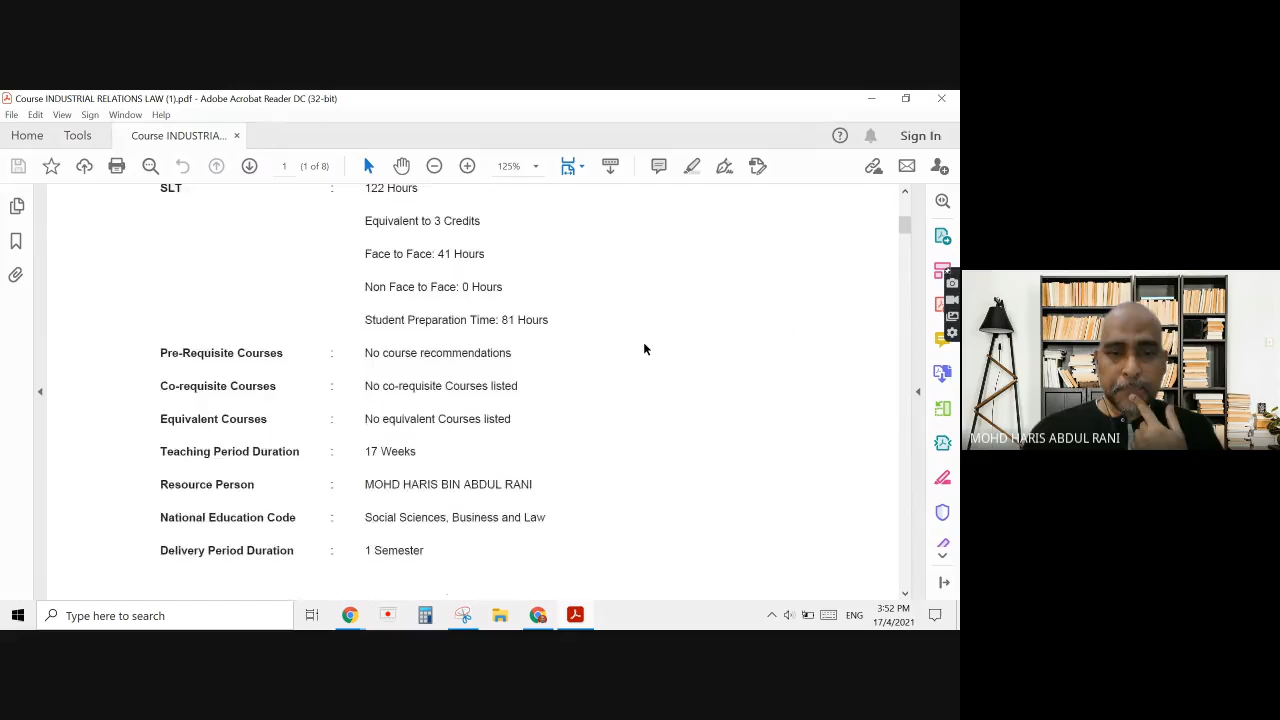 Course INDUSTRIAL RELATIONS LAW (1).pdf - Adobe Acrobat Reader DC (32-bit)
File Edit View Sign Window Help
Home Tools Course INDUSTRIA... × Sign In
1 (1 of 8) 125%
SLT : 122 Hours
Equivalent to 3 Credits
Face to Face: 41 Hours
Non Face to Face: 0 Hours
Student Preparation Time: 81 Hours
Pre-Requisite Courses : No course recommendations
Co-requisite Courses : No co-requisite Courses listed
Equivalent Courses : No equivalent Courses listed
Teaching Period Duration : 17 Weeks
Resource Person : MOHD HARIS BIN ABDUL RANI
National Education Code : Social Sciences, Business and Law
Delivery Period Duration : 1 Semester
MOHD HARIS ABDUL RANI
Type here to search
ENG
3:52 PM
17/4/2021